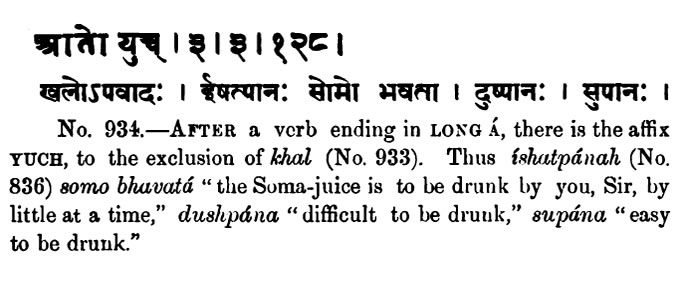 आतो युच् । ३ । ३ । १२८ ।
खलोऽपवादः । ईषत्पानः सोमो भवता । दुष्पानः । सुपानः ।
No. 934.—AFTER a verb ending in LONG Á, there is the affix
YUCH, to the exclusion of khal (No. 933). Thus íshatpánah (No.
836) somo bhavatá “the Soma-juice is to be drunk by you, Sir, by
little at a time,” dushpána “difficult to be drunk,” supána “easy
to be drunk.”